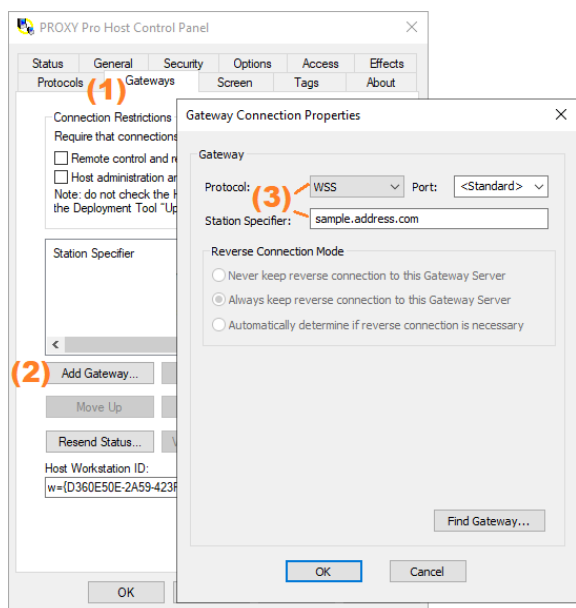 PROXY Pro Host Control Panel
Status General Security Options Access Effects
Protocols Gateways Screen Tags About
(1)
Connection Restrictions
Require that connections
Remote control and
Host administration
Note: do not check the
the Deployment Tool "Up
Station Specifier
(2) Add Gateway...
Move Up
Resend Status...
Host Workstation ID:
w={D360E50E-2A59-423F
OK
Gateway Connection Properties
Gateway
Protocol: WSS Port: <Standard>
(3)
Station Specifier: sample.address.com
Reverse Connection Mode
Never keep reverse connection to this Gateway Server
Always keep reverse connection to this Gateway Server
Automatically determine if reverse connection is necessary
Find Gateway...
OK Cancel